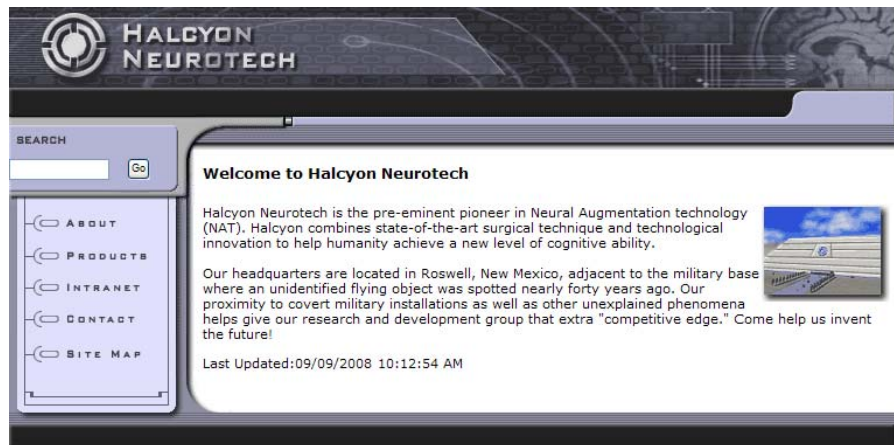 HALCYON
NEUROTECH
SEARCH
Go
ABOUT
PRODUCTS
INTRANET
CONTACT
SITE MAP
Welcome to Halcyon Neurotech
Halcyon Neurotech is the pre-eminent pioneer in Neural Augmentation technology
(NAT). Halcyon combines state-of-the-art surgical technique and technological
innovation to help humanity achieve a new level of cognitive ability.
Our headquarters are located in Roswell, New Mexico, adjacent to the military base
where an unidentified flying object was spotted nearly forty years ago. Our
proximity to covert military installations as well as other unexplained phenomena
helps give our research and development group that extra "competitive edge." Come help us invent
the future!
Last Updated:09/09/2008 10:12:54 AM